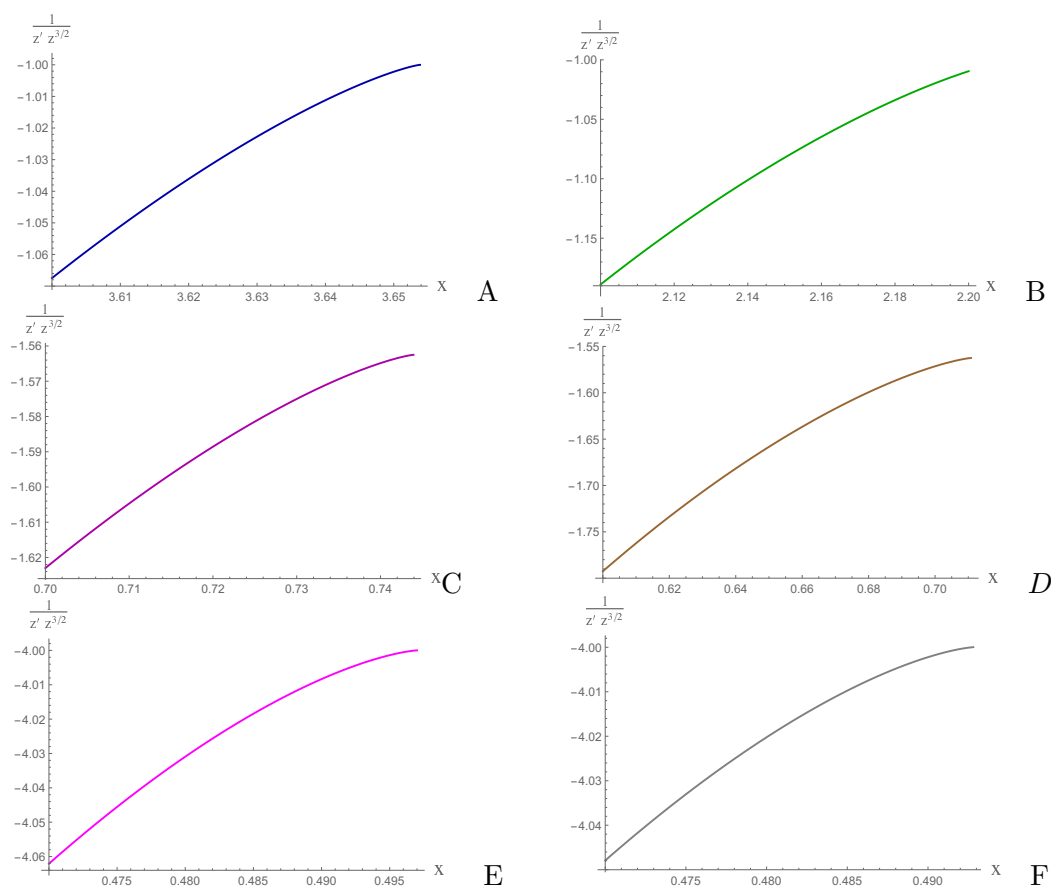 1
z′ z^{3/2}
−1.00
−1.01
−1.02
−1.03
−1.04
−1.05
−1.06
3.61 3.62 3.63 3.64 3.65
X
A
1
z′ z^{3/2}
−1.00
−1.05
−1.10
−1.15
2.12 2.14 2.16 2.18 2.20
X
B
1
z′ z^{3/2}
−1.56
−1.57
−1.58
−1.59
−1.60
−1.61
−1.62
0.70 0.71 0.72 0.73 0.74
X
C
1
z′ z^{3/2}
−1.55
−1.60
−1.65
−1.70
−1.75
0.62 0.64 0.66 0.68 0.70
X
D
1
z′ z^{3/2}
−4.00
−4.01
−4.02
−4.03
−4.04
−4.05
−4.06
0.475 0.480 0.485 0.490 0.495
X
E
1
z′ z^{3/2}
−4.00
−4.01
−4.02
−4.03
−4.04
0.475 0.480 0.485 0.490
X
F